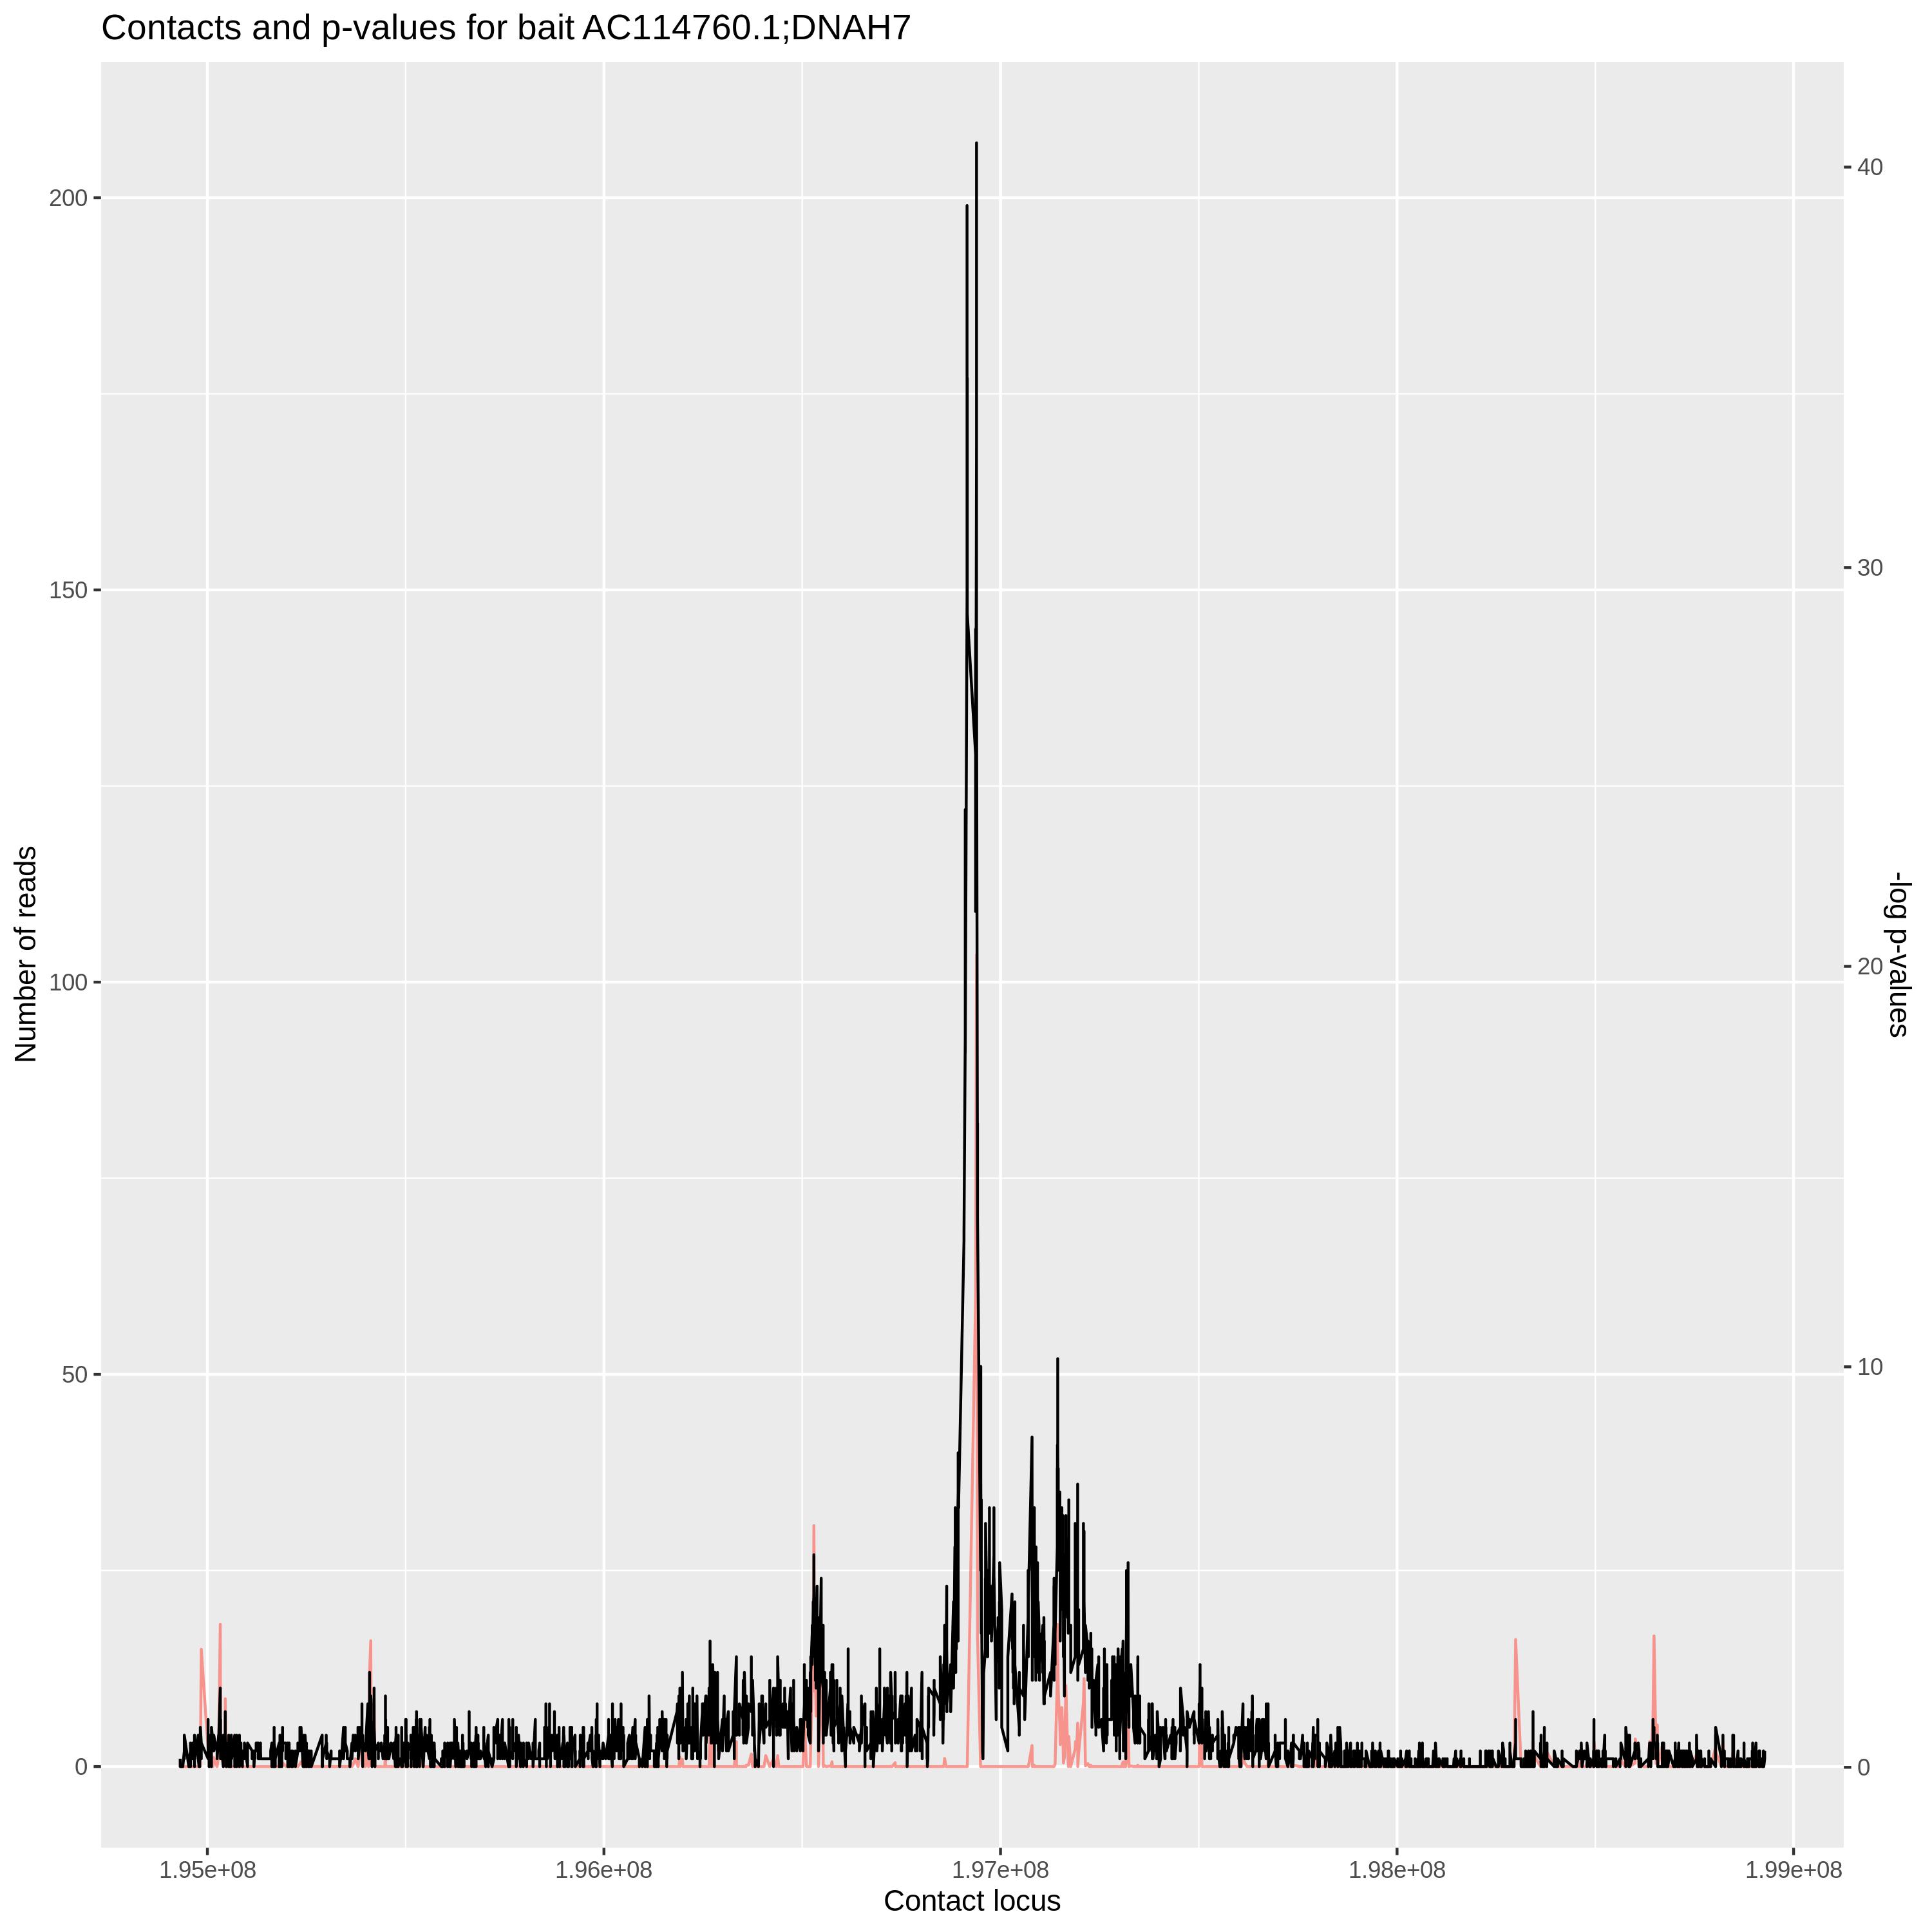 Contacts and p-values for bait AC114760.1;DNAH7
200
150
100
50
0
Number of reads
40
30
20
10
0
-log p-values
1.95e+08
1.96e+08
1.97e+08
1.98e+08
1.99e+08
Contact locus